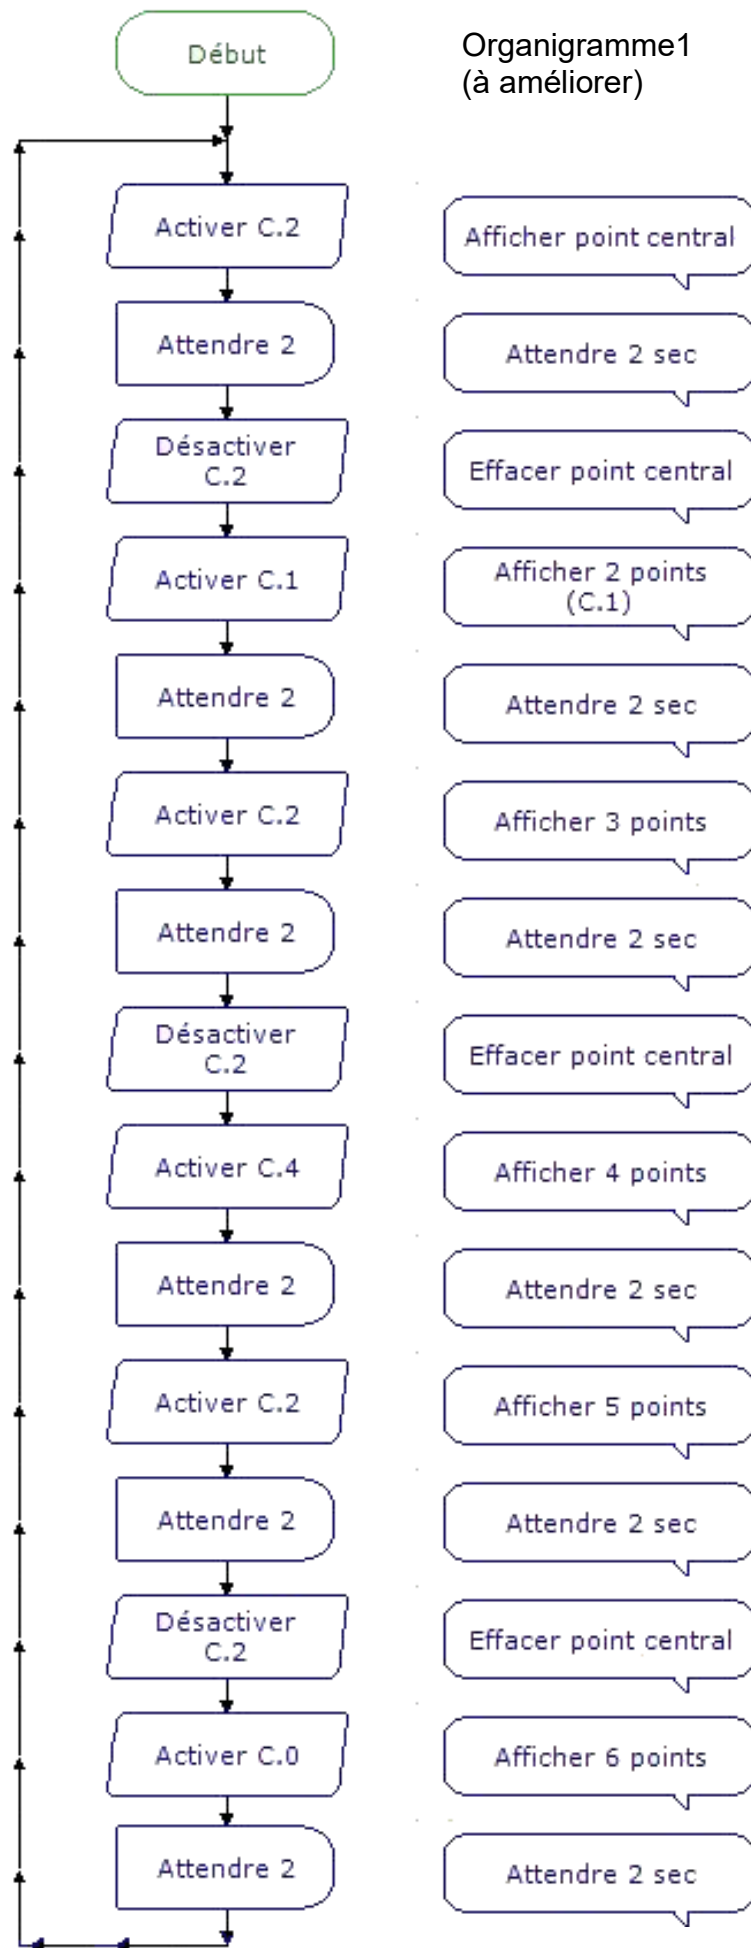 Début
Organigramme1
(à améliorer)
Activer C.2
Afficher point central
Attendre 2
Attendre 2 sec
Désactiver
C.2
Effacer point central
Activer C.1
Afficher 2 points
(C.1)
Attendre 2
Attendre 2 sec
Activer C.2
Afficher 3 points
Attendre 2
Attendre 2 sec
Désactiver
C.2
Effacer point central
Activer C.4
Afficher 4 points
Attendre 2
Attendre 2 sec
Activer C.2
Afficher 5 points
Attendre 2
Attendre 2 sec
Désactiver
C.2
Effacer point central
Activer C.0
Afficher 6 points
Attendre 2
Attendre 2 sec